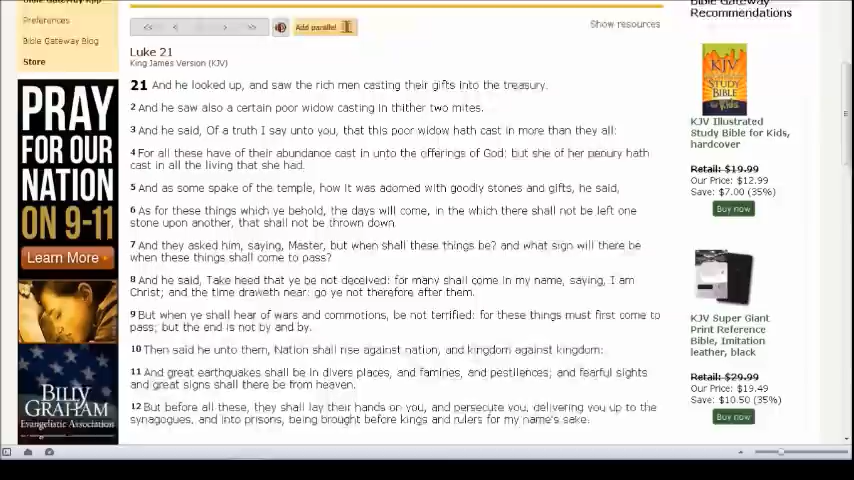 Bible Gateway App
Preferences
Bible Gateway Blog
Store
PRAY
FOR OUR
NATION
ON 9-11
Learn More
BILLY
GRAHAM
Evangelistic Association
<< < > >>
Add parallel
Show resources
Luke 21
King James Version (KJV)
21 And he looked up, and saw the rich men casting their gifts into the treasury.
2 And he saw also a certain poor widow casting in thither two mites.
3 And he said, Of a truth I say unto you, that this poor widow hath cast in more than they all:
4 For all these have of their abundance cast in unto the offerings of God: but she of her penury hath
cast in all the living that she had.
5 And as some spake of the temple, how it was adorned with goodly stones and gifts, he said,
6 As for these things which ye behold, the days will come, in the which there shall not be left one
stone upon another, that shall not be thrown down.
7 And they asked him, saying, Master, but when shall these things be? and what sign will there be
when these things shall come to pass?
8 And he said, Take heed that ye be not deceived: for many shall come in my name, saying, I am
Christ; and the time draweth near: go ye not therefore after them.
9 But when ye shall hear of wars and commotions, be not terrified: for these things must first come to
pass; but the end is not by and by.
10 Then said he unto them, Nation shall rise against nation, and kingdom against kingdom:
11 And great earthquakes shall be in divers places, and famines, and pestilences; and fearful sights
and great signs shall there be from heaven.
12 But before all these, they shall lay their hands on you, and persecute you, delivering you up to the
synagogues, and into prisons, being brought before kings and rulers for my name's sake.
Bible Gateway
Recommendations
KJV
STUDY
BIBLE
for Kids
KJV Illustrated
Study Bible for Kids,
hardcover
Retail: $19.99
Our Price: $12.99
Save: $7.00 (35%)
Buy now
KJV Super Giant
Print Reference
Bible, Imitation
leather, black
Retail: $29.99
Our Price: $19.49
Save: $10.50 (35%)
Buy now